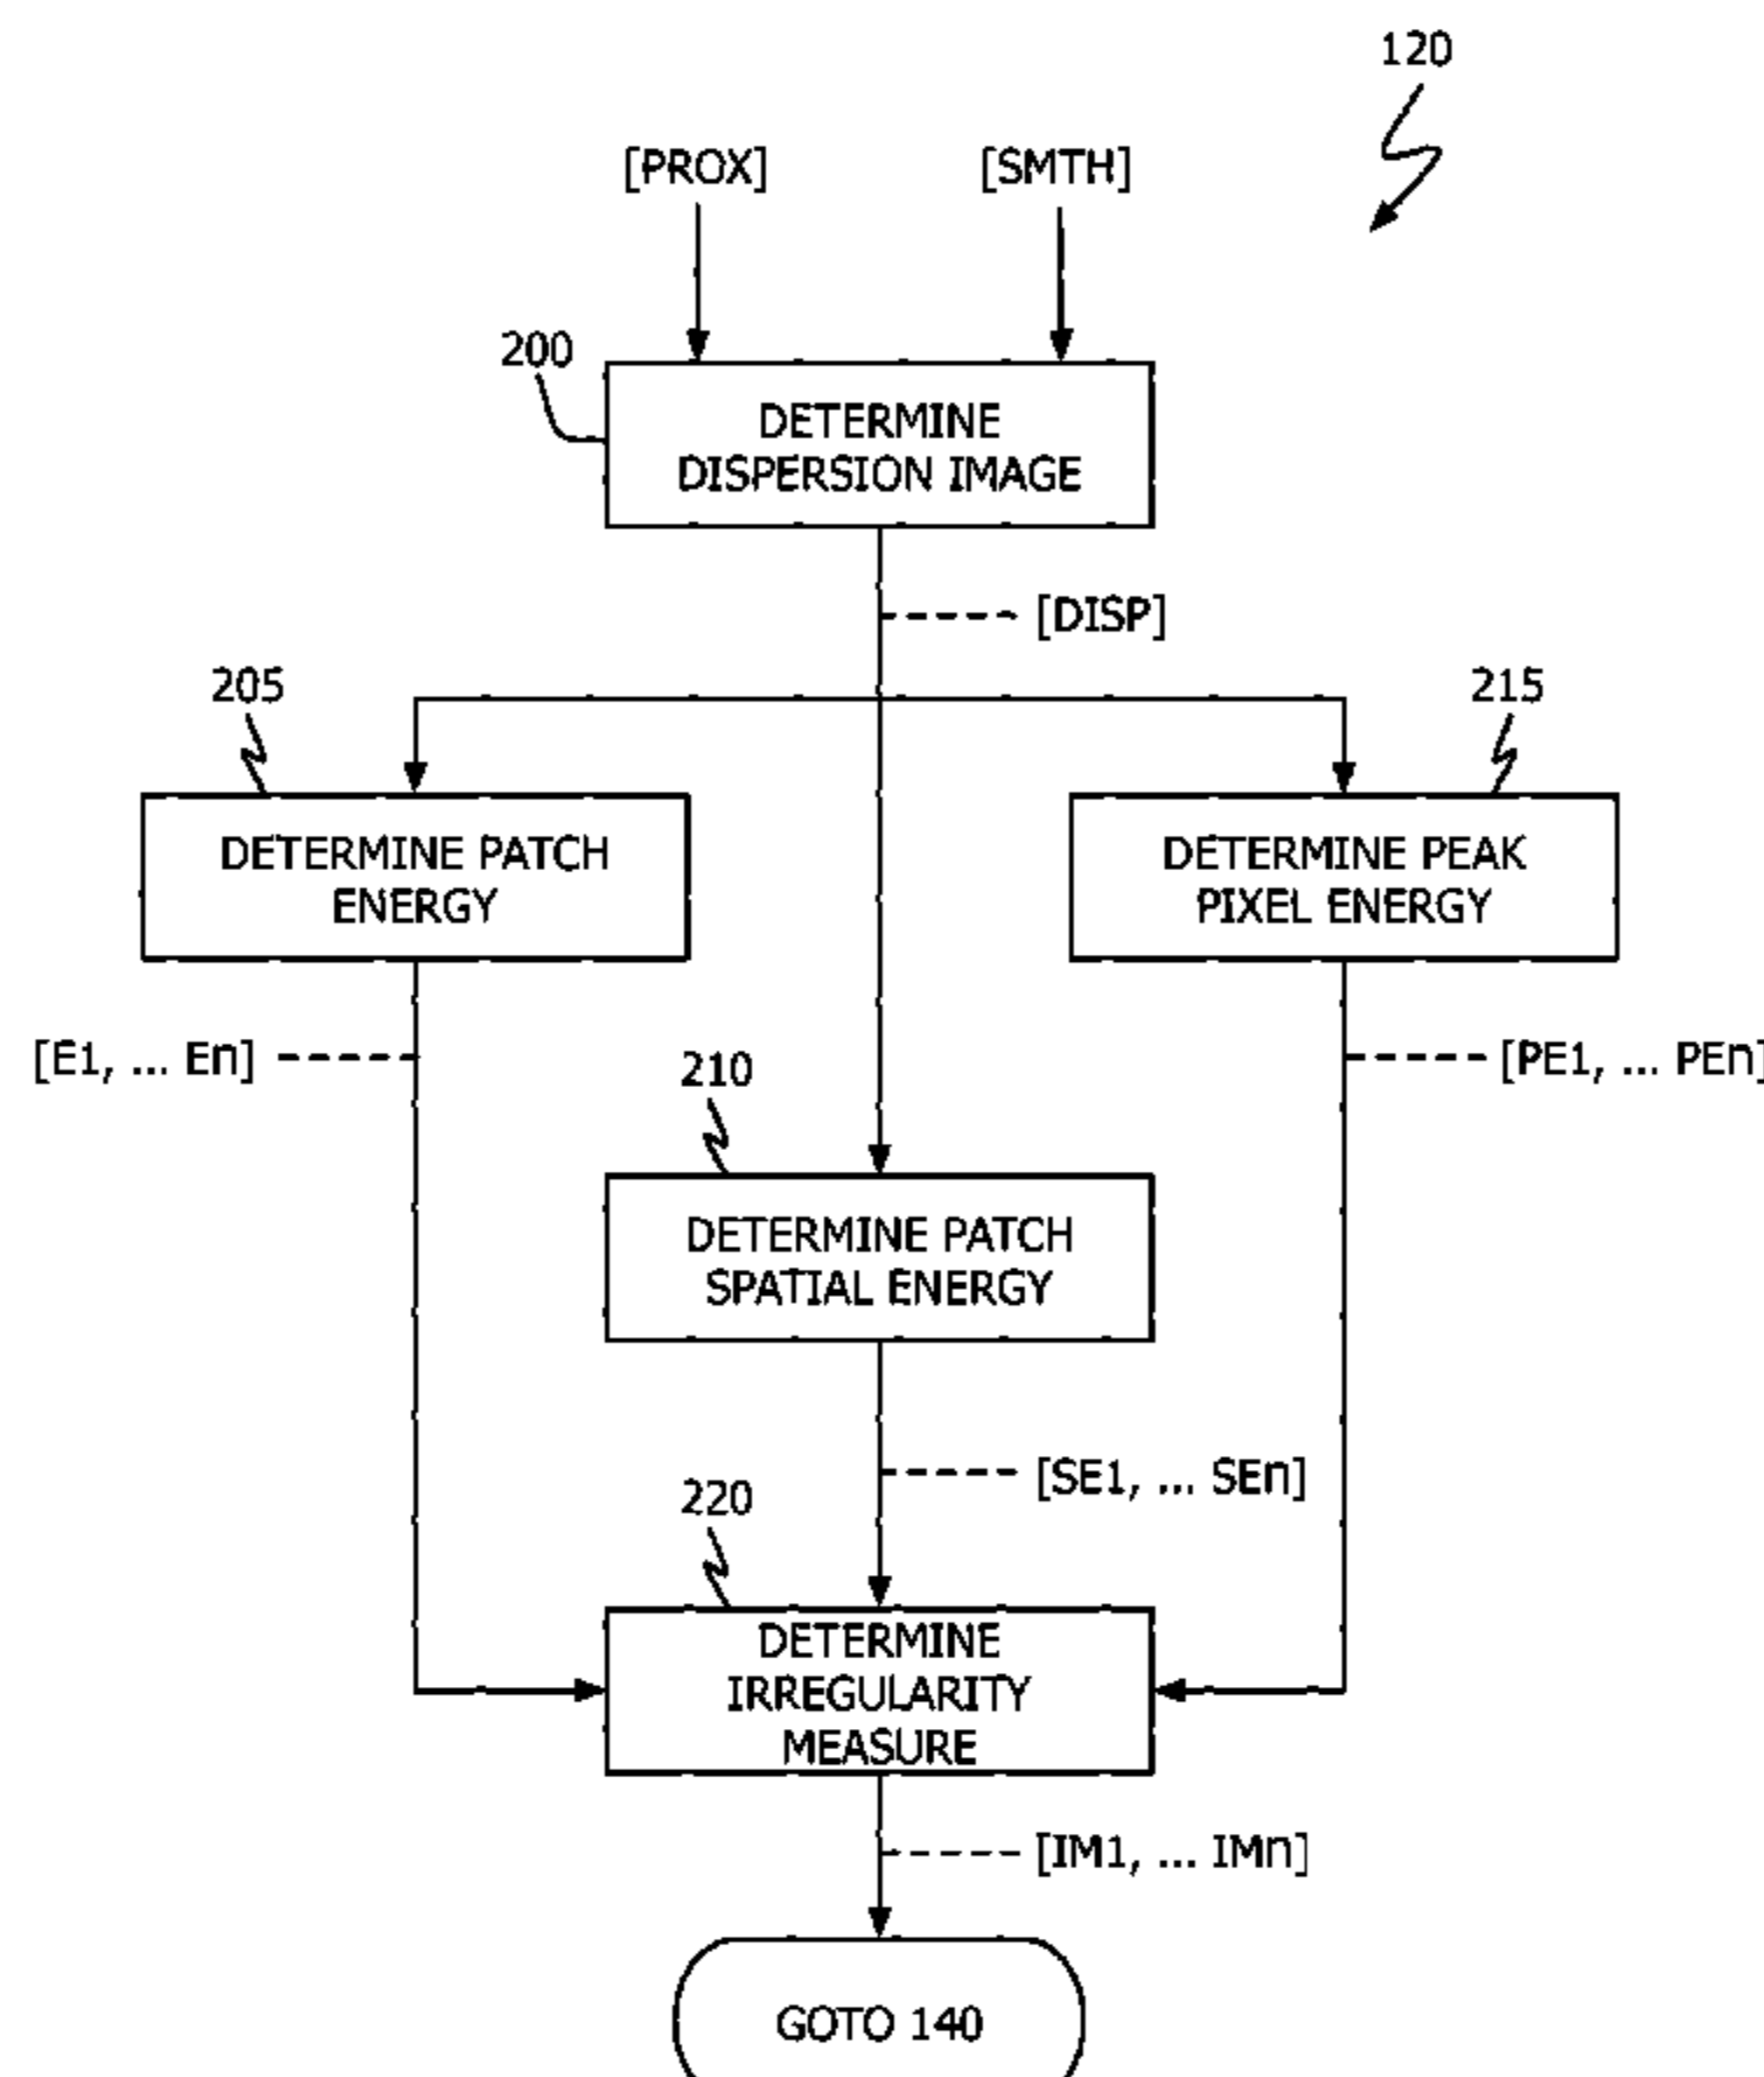 120
[PROX]
[SMTH]
200
DETERMINE
DISPERSION IMAGE
[DISP]
205
215
DETERMINE PATCH
ENERGY
DETERMINE PEAK
PIXEL ENERGY
[E1, ... En]
210
[PE1, ... PEn]
DETERMINE PATCH
SPATIAL ENERGY
[SE1, ... SEn]
220
DETERMINE
IRREGULARITY
MEASURE
[IM1, ... IMn]
GOTO 140